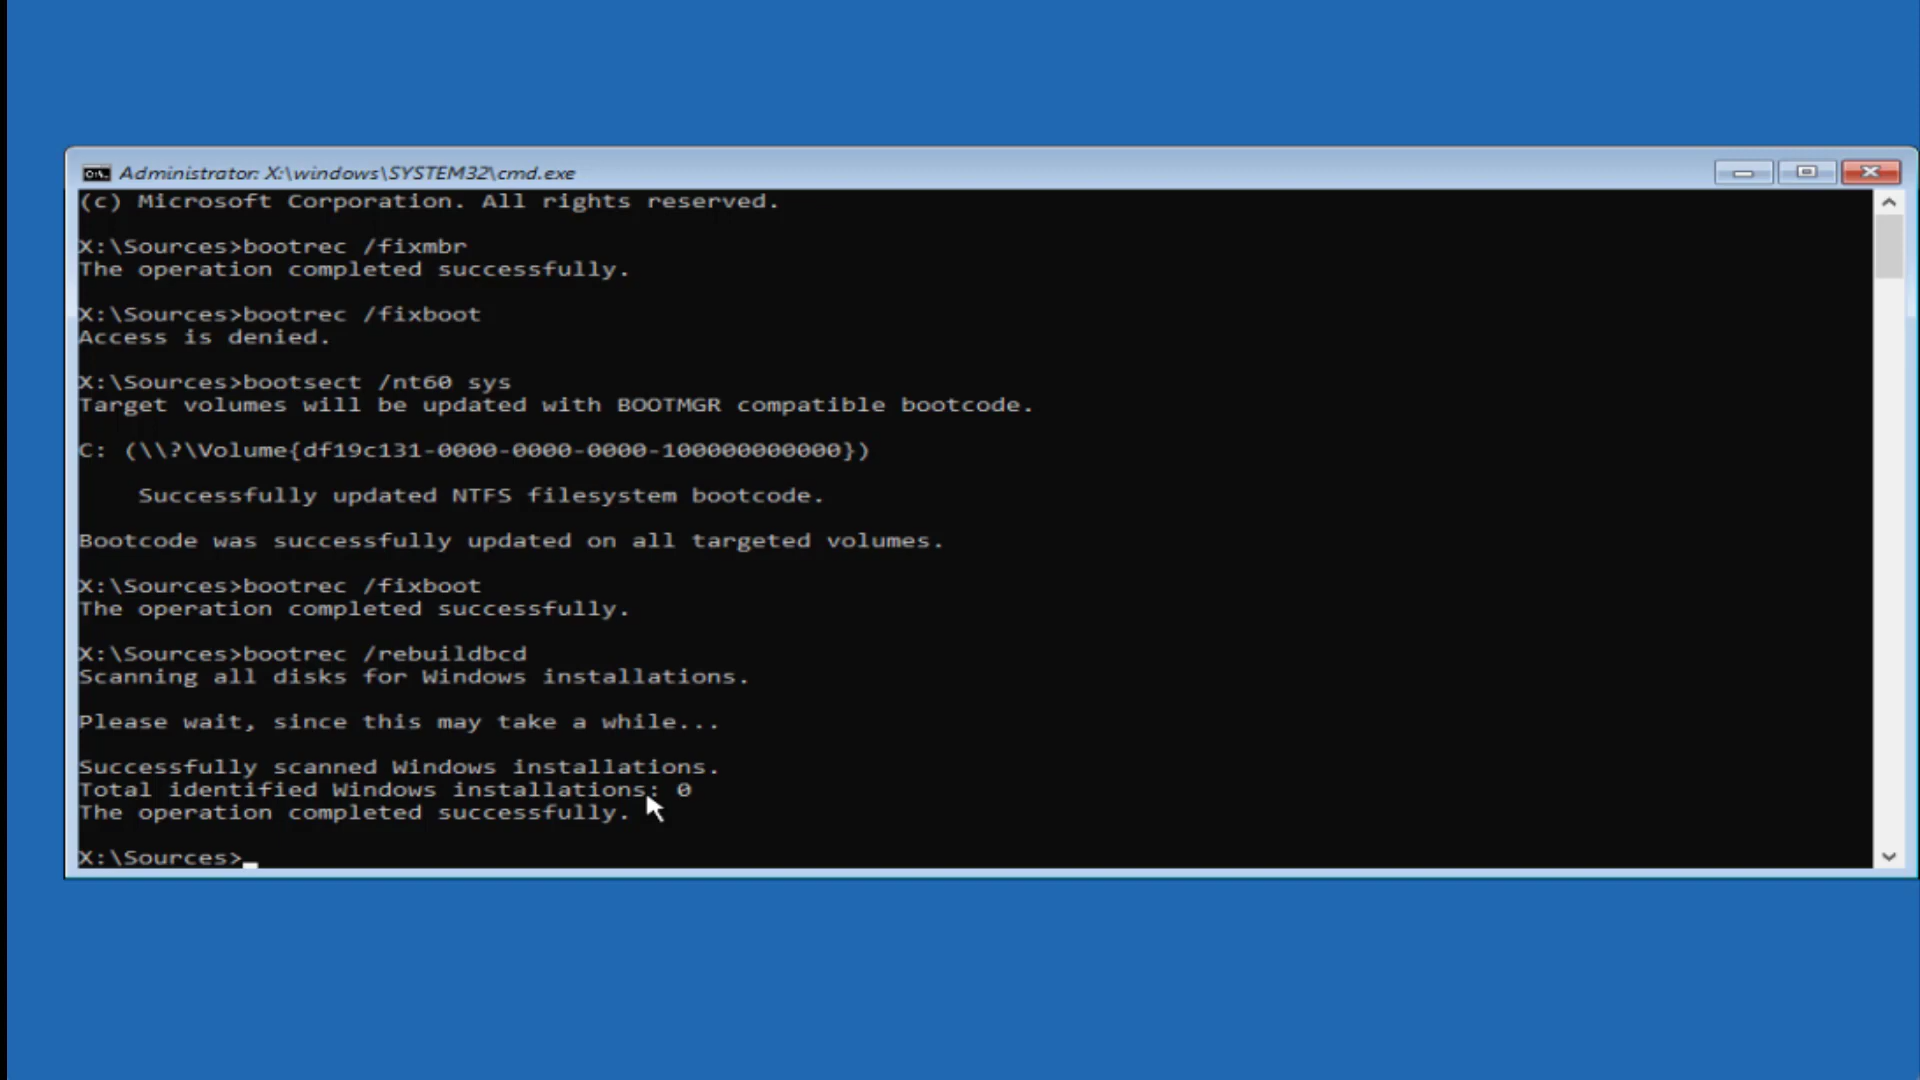 Administrator: X:\windows\SYSTEM32\cmd.exe
(c) Microsoft Corporation. All rights reserved.
X:\Sources>bootrec /fixmbr
The operation completed successfully.
X:\Sources>bootrec /fixboot
Access is denied.
X:\Sources>bootsect /nt60 sys
Target volumes will be updated with BOOTMGR compatible bootcode.
C: (\\?\Volume{df19c131-0000-0000-0000-100000000000})
Successfully updated NTFS filesystem bootcode.
Bootcode was successfully updated on all targeted volumes.
X:\Sources>bootrec /fixboot
The operation completed successfully.
X:\Sources>bootrec /rebuildbcd
Scanning all disks for Windows installations.
Please wait, since this may take a while...
Successfully scanned Windows installations.
Total identified Windows installations: 0
The operation completed successfully.
X:\Sources>